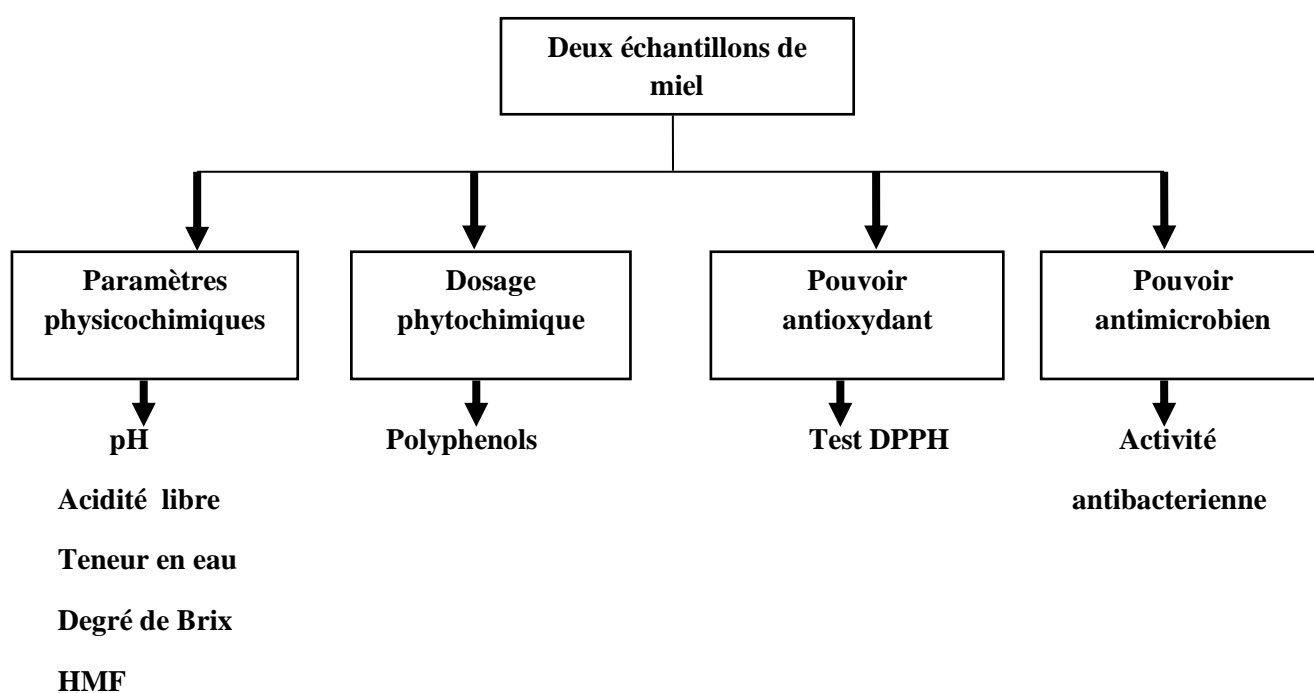 Deux échantillons de
miel
Paramètres
physicochimiques
Dosage
phytochimique
Pouvoir
antioxydant
Pouvoir
antimicrobien
pH
Acidité libre
Teneur en eau
Degré de Brix
HMF
Polyphenols
Test DPPH
Activité
antibacterienne